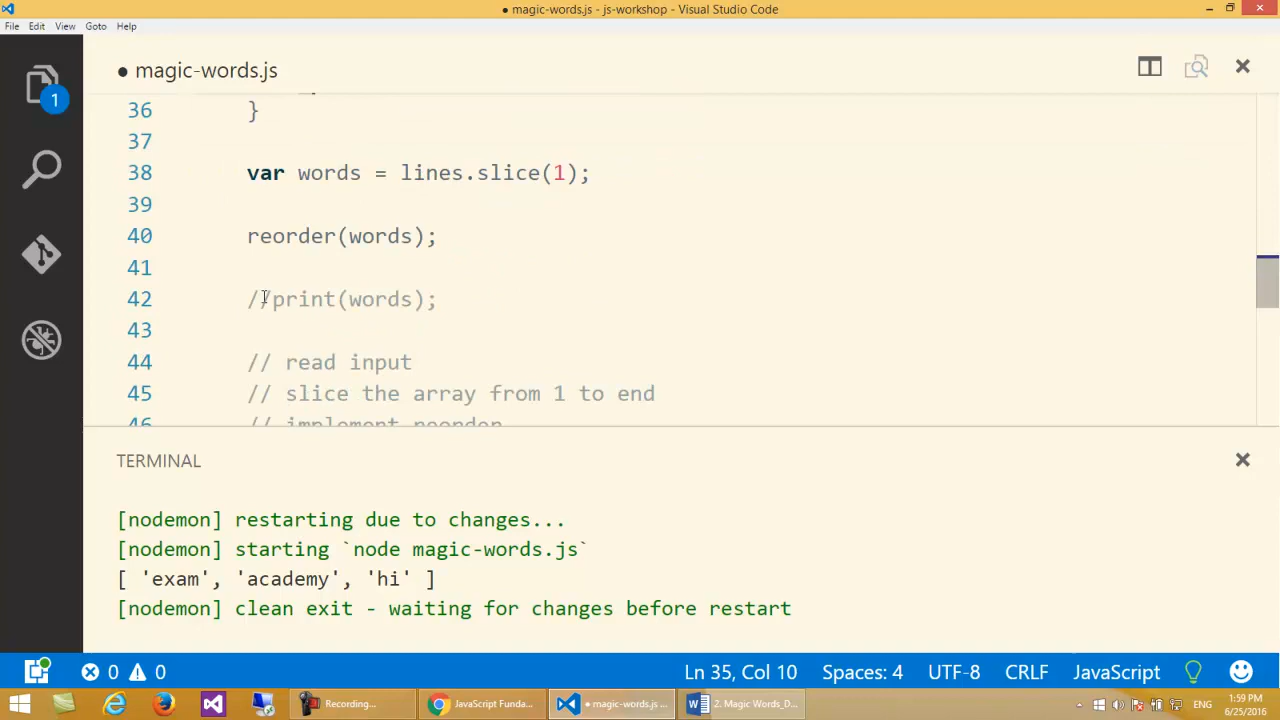 ● magic-words.js - js-workshop - Visual Studio Code
File Edit View Goto Help
● magic-words.js
1
36 }
37
38 var words = lines.slice(1);
39
40 reorder(words);
41
42 //print(words);
43
44 // read input
45 // slice the array from 1 to end
46 // implement reorder
TERMINAL
[nodemon] restarting due to changes...
[nodemon] starting `node magic-words.js`
[ 'exam', 'academy', 'hi' ]
[nodemon] clean exit - waiting for changes before restart
0 0 Ln 35, Col 10 Spaces: 4 UTF-8 CRLF JavaScript
Recording... JavaScript Funda... ● magic-words.js ... 2. Magic Words_D... ENG 1:59 PM
6/25/2016